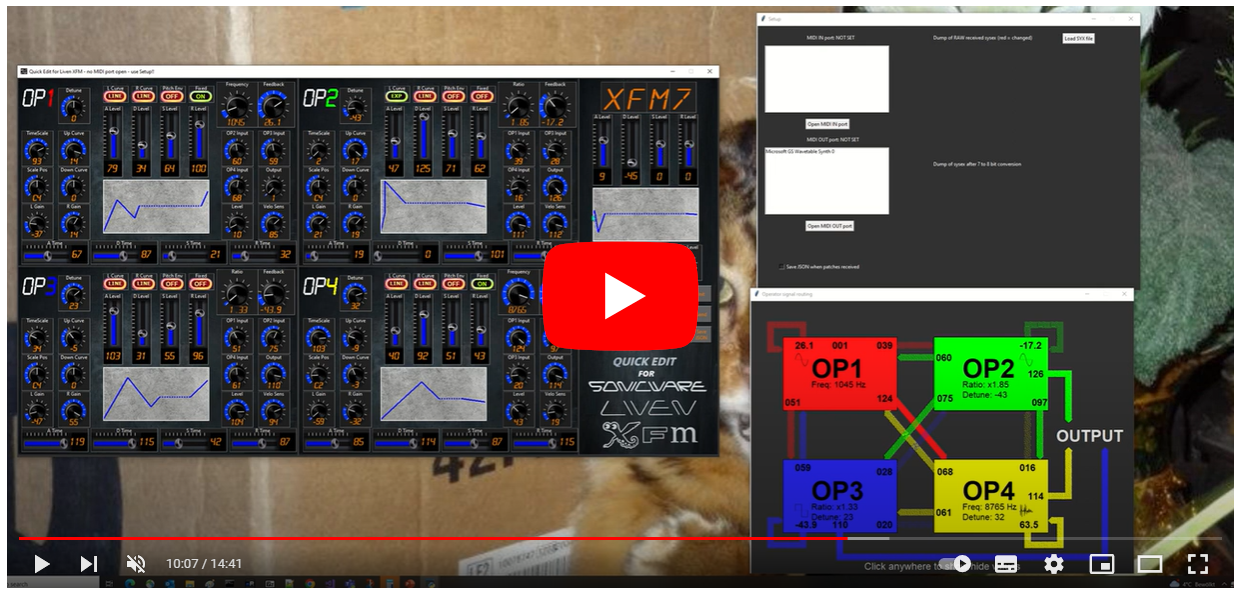 Quick Edit for Liven XFM - no MIDI port open - use Setup!
OP1
Detune
0
L Curve
LINE
D Curve
LINE
Pitch Env
OFF
Fixed
ON
Frequency
1045
Feedback
26.1
A Level
79
D Level
34
S Level
64
R Level
100
TimeScale
93
Up Curve
14
OP2 Input
60
OP3 Input
59
Scale Pos
C4
Down Curve
0
OP4 Input
68
Output
1
L Gain
-37
R Gain
14
Level
10
Velo Sens
85
A Time
67
D Time
87
S Time
21
R Time
32
OP2
Detune
-43
L Curve
EXP
LINE
Pitch Env
OFF
Fixed
OFF
Ratio
1.85
Feedback
-17.2
A Level
47
D Level
125
S Level
71
R Level
62
TimeScale
2
Up Curve
17
OP1 Input
39
OP3 Input
28
Scale Pos
C4
Down Curve
0
OP4 Input
16
Output
126
L Gain
21
R Gain
19
Level
111
Velo Sens
112
A Time
19
D Time
0
S Time
101
XFM7
A Level
9
D Level
-45
S Level
0
R Level
0
OP3
Detune
23
LINE
LINE
Pitch Env
OFF
Fixed
OFF
Ratio
1.33
Feedback
-43.9
A Level
103
D Level
31
S Level
55
R Level
96
TimeScale
34
Up Curve
-5
OP1 Input
51
OP2 Input
75
Scale Pos
C4
Down Curve
0
OP4 Input
61
Output
110
L Gain
-47
R Gain
55
Level
104
Velo Sens
94
A Time
119
D Time
115
S Time
42
R Time
87
OP4
Detune
32
LINE
LINE
Pitch Env
OFF
Fixed
ON
Frequency
8765
A Level
40
D Level
92
S Level
51
R Level
43
TimeScale
103
Up Curve
-9
124
97
Scale Pos
C2
Down Curve
-3
OP3 Input
20
Output
114
L Gain
-59
R Gain
-32
Level
43
Velo Sens
19
A Time
85
D Time
114
S Time
87
R Time
115
QUICK EDIT
FOR
SONICWARE
LIVEN
XFM
Setup
MIDI IN port: NOT SET
Dump of RAW received sysex (red = changed)
Load SYX file
Open MIDI IN port
MIDI OUT port: NOT SET
Microsoft GS Wavetable Synth 0
Dump of sysex after 7 to 8 bit conversion
Open MIDI OUT port
Save JSON when patches received
Operator signal routing
26.1 001 039
OP1
Freq: 1045 Hz
051 124
060 -17.2
OP2
Ratio: x1.85
Detune: -43
126
075 097
OUTPUT
059 028
OP3
Ratio: x1.33
Detune: 23
-43.9 110 020
068 016
OP4
Freq: 8765 Hz
Detune: 32
114
061 63.5
Click anywhere to
10:07 / 14:41
search
4°C Bewölkt